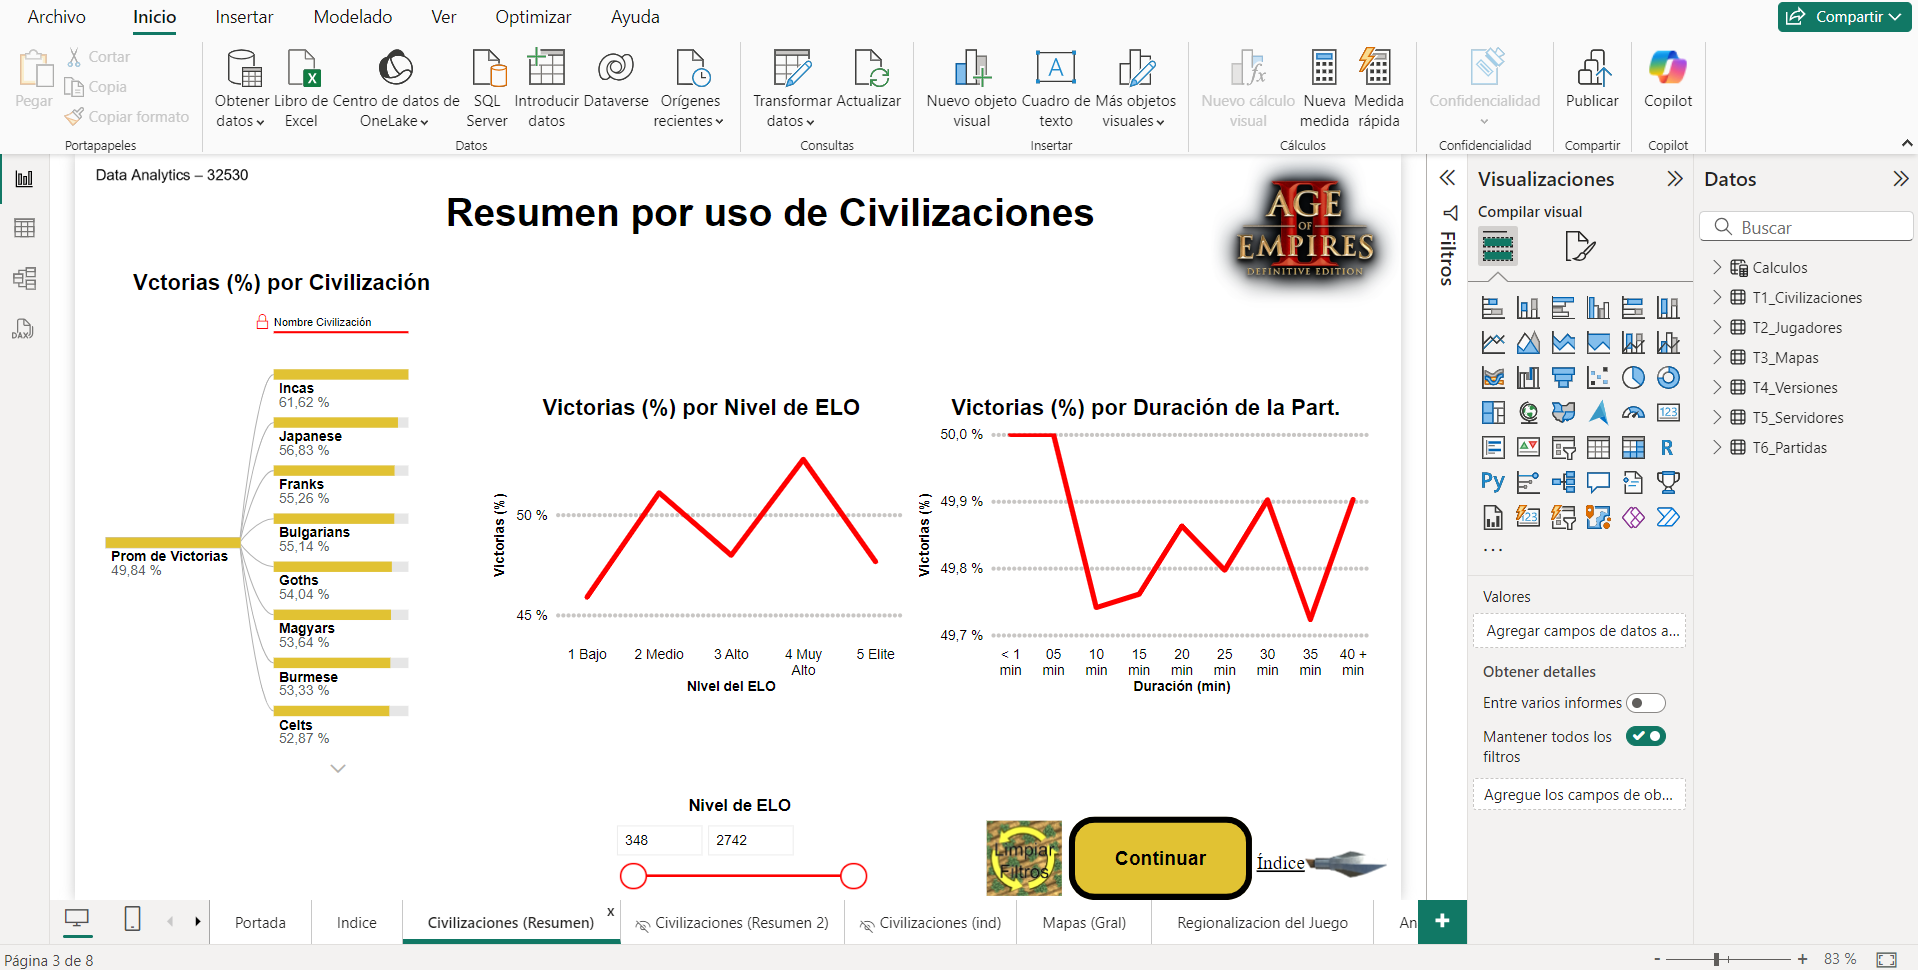 Archivo
Inicio
Insertar
Modelado
Ver
Optimizar
Ayuda
Compartir
Pegar
Cortar
Copia
Copiar formato
Portapapeles
Obtener datos
Libro de Excel
Centro de datos de OneLake
SQL Server
Introducir datos
Dataverse
Orígenes recientes
Datos
Transformar datos
Actualizar
Consultas
Nuevo objeto visual
Cuadro de texto
Más objetos visuales
Insertar
Nuevo cálculo visual
Nueva medida
Medida rápida
Cálculos
Confidencialidad
Confidencialidad
Publicar
Compartir
Copilot
Copilot
Data Analytics – 32530
Resumen por uso de Civilizaciones
AGE
OF
EMPIRES
II
DEFINITIVE EDITION
Vctorias (%) por Civilización
Nombre Civilización
Prom de Victorias
49,84 %
Incas
61,62 %
Japanese
56,83 %
Franks
55,26 %
Bulgarians
55,14 %
Goths
54,04 %
Magyars
53,64 %
Burmese
53,33 %
Celts
52,87 %
Victorias (%) por Nivel de ELO
Victorias (%)
50 %
45 %
1 Bajo
2 Medio
3 Alto
4 Muy Alto
5 Elite
NIvel del ELO
Victorias (%) por Duración de la Part.
Victorias (%)
50,0 %
49,9 %
49,8 %
49,7 %
< 1 min
05 min
10 min
15 min
20 min
25 min
30 min
35 min
40 + min
Duración (min)
Nivel de ELO
348
2742
Limpiar
Filtros
Continuar
Índice
Filtros
Visualizaciones
Compilar visual
123
R
Py
123
...
Valores
Agregar campos de datos a...
Obtener detalles
Entre varios informes
Mantener todos los filtros
Agregue los campos de ob...
Datos
Buscar
Calculos
T1_Civilizaciones
T2_Jugadores
T3_Mapas
T4_Versiones
T5_Servidores
T6_Partidas
DAX
Portada
Indice
Civilizaciones (Resumen)
x
Civilizaciones (Resumen 2)
Civilizaciones (ind)
Mapas (Gral)
Regionalizacion del Juego
An
+
Página 3 de 8
- + 83 %